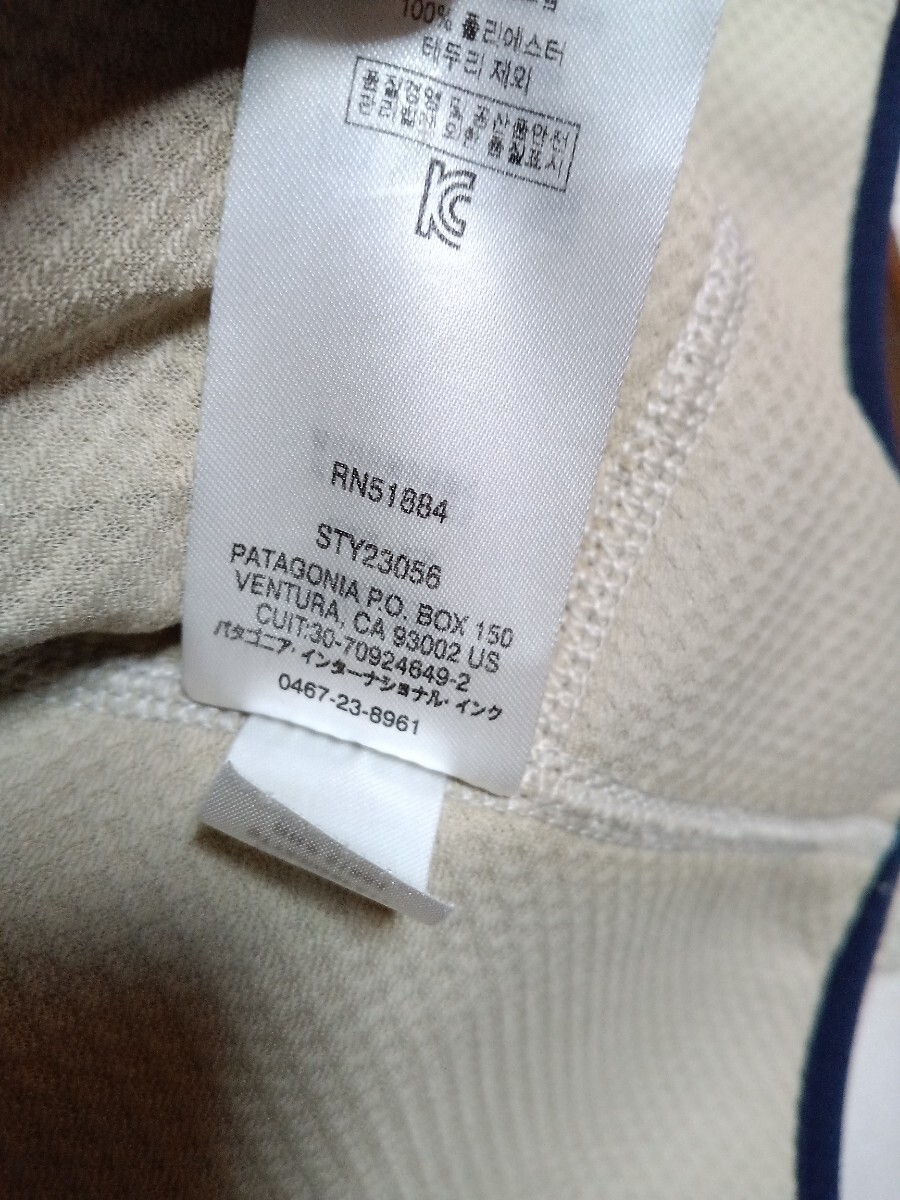 100% 폴리에스터
테두리 제외
품질경영 및 공산품안전
관리법에 의한 품질표시
RN51884
STY23056
PATAGONIA P.O. BOX 150
VENTURA, CA 93002 US
CUIT:30-70924649-2
パタゴニア・インターナショナル・インク
0467-23-8961